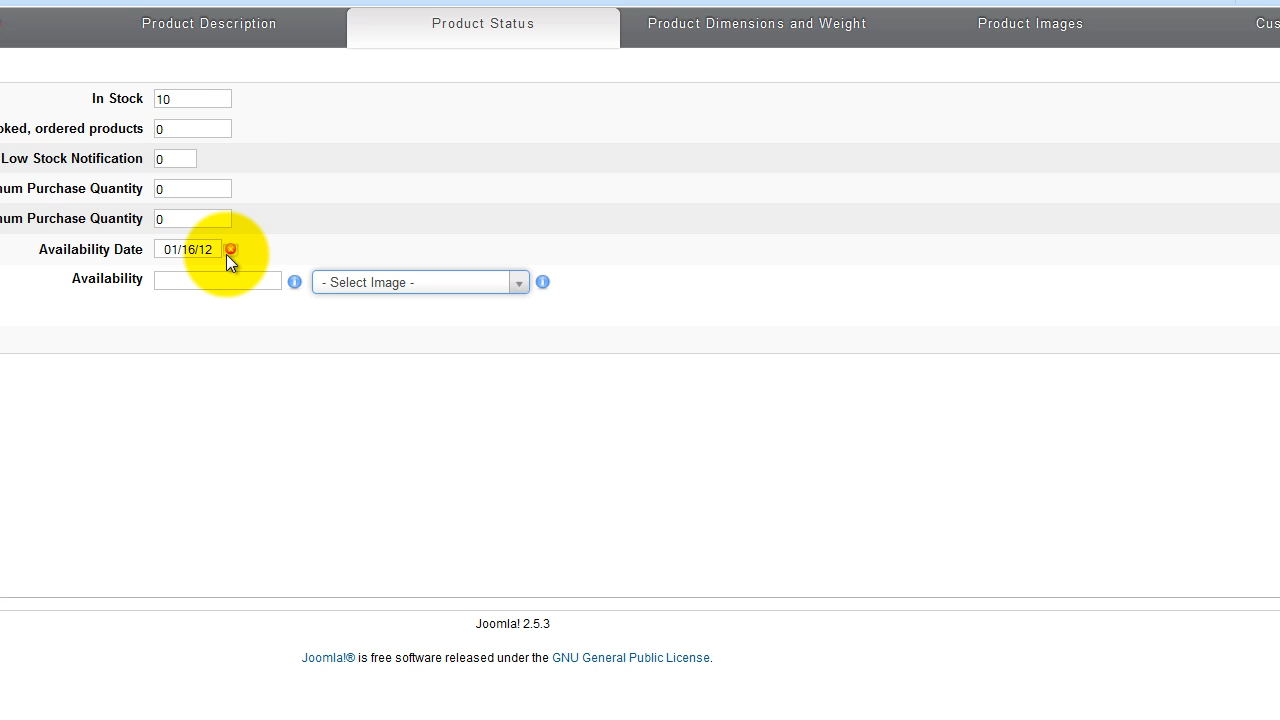 Product Description Product Status Product Dimensions and Weight Product Images Cus
In Stock 10
oked, ordered products 0
Low Stock Notification 0
num Purchase Quantity 0
num Purchase Quantity 0
Availability Date 01/16/12
Availability - Select Image -
Joomla! 2.5.3
Joomla!® is free software released under the GNU General Public License.